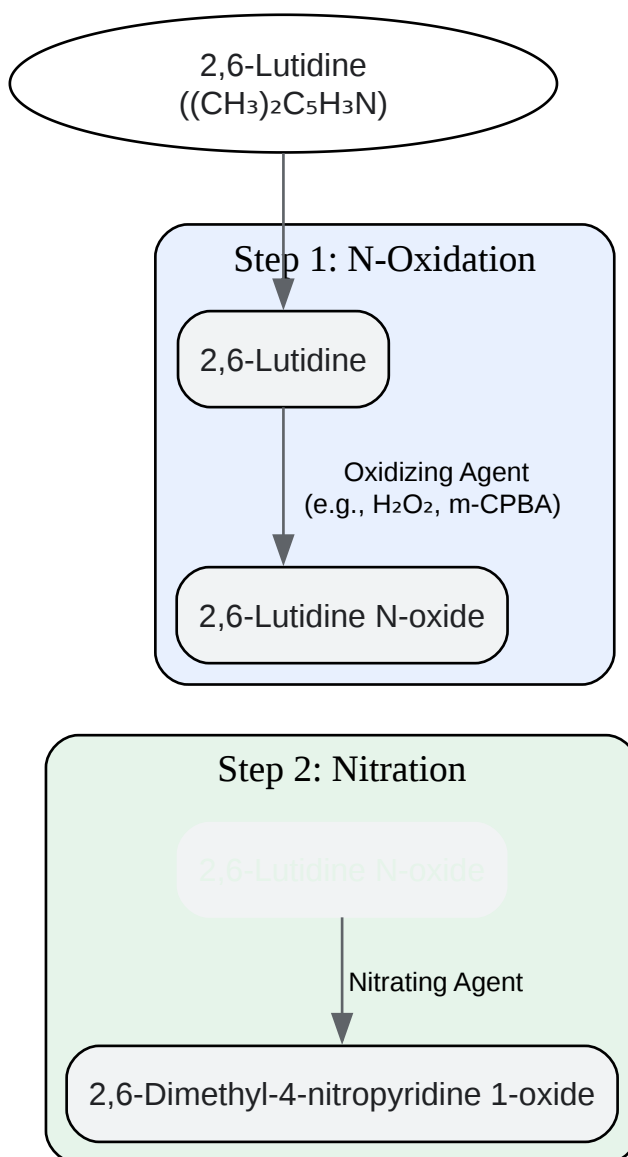 2,6-Lutidine
((CH₃)₂C₅H₃N)
Step 1: N-Oxidation
2,6-Lutidine
Oxidizing Agent
(e.g., H₂O₂, m-CPBA)
2,6-Lutidine N-oxide
Step 2: Nitration
2,6-Lutidine N-oxide
Nitrating Agent
2,6-Dimethyl-4-nitropyridine 1-oxide